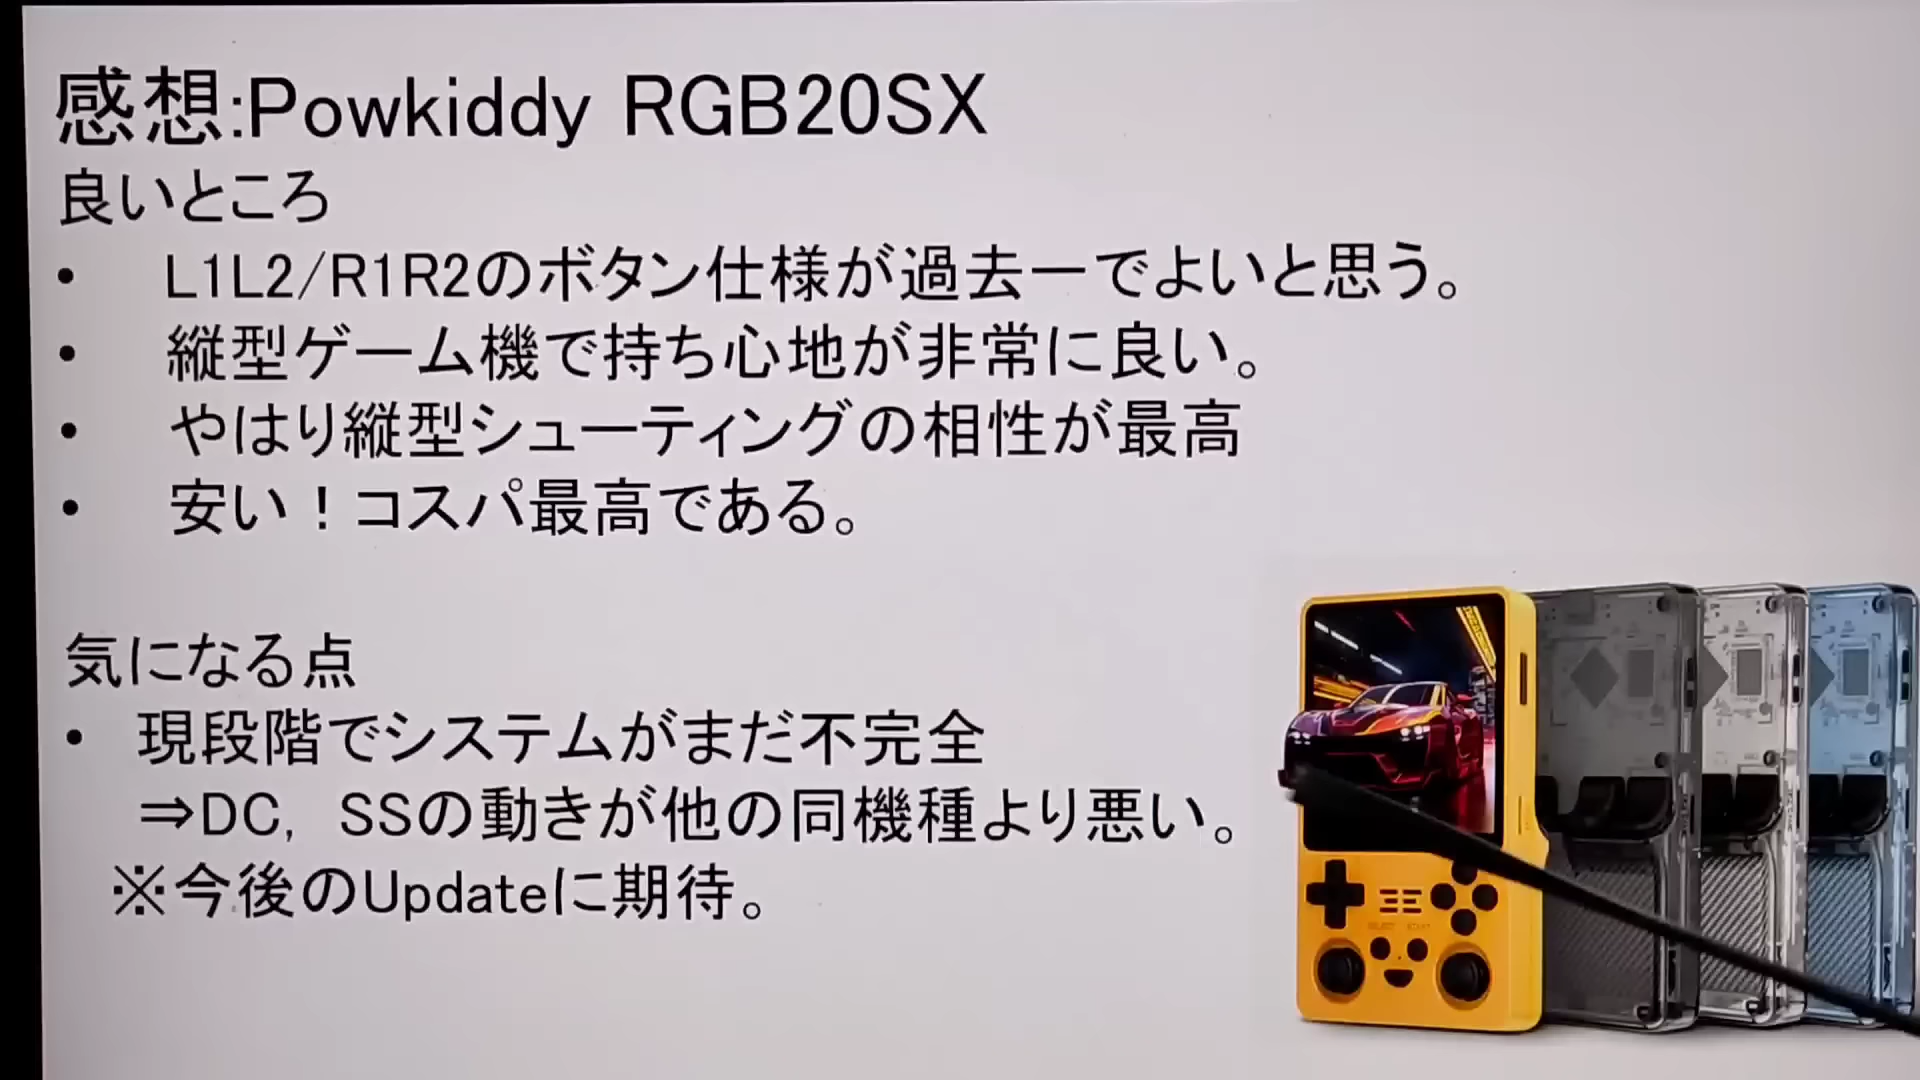 感想:Powkiddy RGB20SX
良いところ
• L1L2/R1R2のボタン仕様が過去一でよいと思う。
• 縦型ゲーム機で持ち心地が非常に良い。
• やはり縦型シューティングの相性が最高
• 安い！コスパ最高である。
気になる点
• 現段階でシステムがまだ不完全
⇒DC, SSの動きが他の同機種より悪い。
※今後のUpdateに期待。
SELECT START